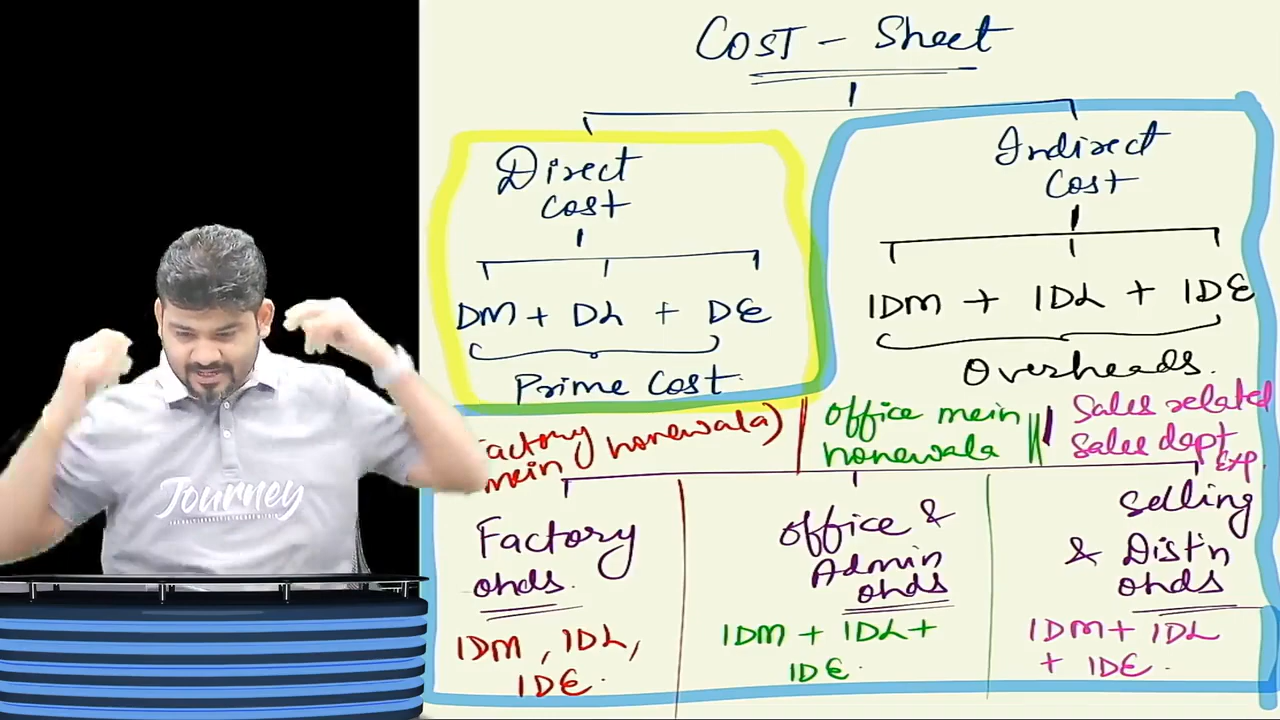 COST - Sheet
Direct
Cost
DM + DL + DE
Prime Cost.
Indirect
Cost
IDM + IDL + IDE
Overheads.
Factory honewala)
mein
office mein
honewala
Sales related
Sales dept
Exp.
Factory
ohds.
IDM, IDL,
IDE.
Office &
Admin
ohds
IDM + IDL +
IDE.
Selling
& Distn
ohds
IDM + IDL
+ IDE.
Journey